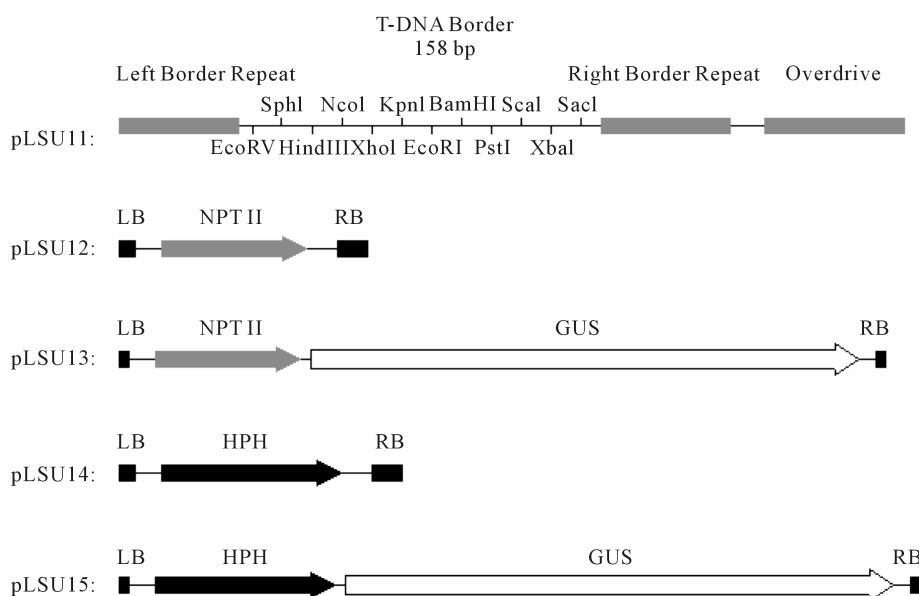 T-DNA Border
158 bp
Left Border Repeat Right Border Repeat Overdrive
SphI NcoI KpnI BamHI ScaI SacI
pLSU11:
EcoRV HindIII XhoI EcoRI PstI XbaI
LB NPT II RB
pLSU12:
LB NPT II GUS RB
pLSU13:
LB HPH RB
pLSU14:
LB HPH GUS RB
pLSU15: